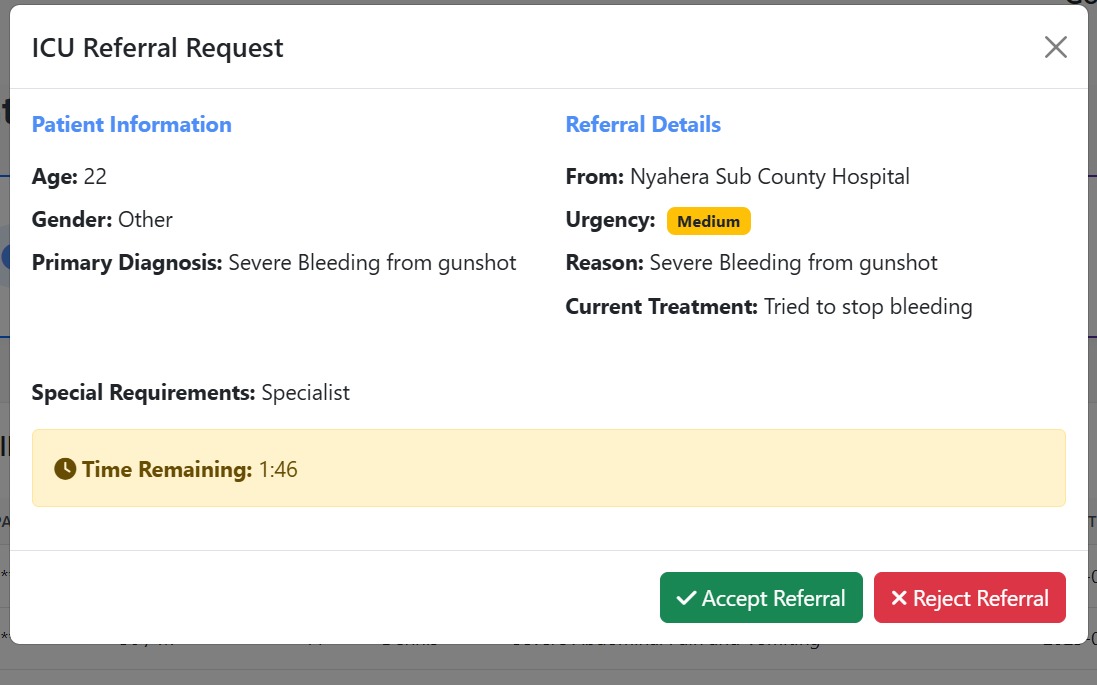 ICU Referral Request
Patient Information
Age: 22
Gender: Other
Primary Diagnosis: Severe Bleeding from gunshot
Referral Details
From: Nyahera Sub County Hospital
Urgency: Medium
Reason: Severe Bleeding from gunshot
Current Treatment: Tried to stop bleeding
Special Requirements: Specialist
Time Remaining: 1:46
Accept Referral
Reject Referral